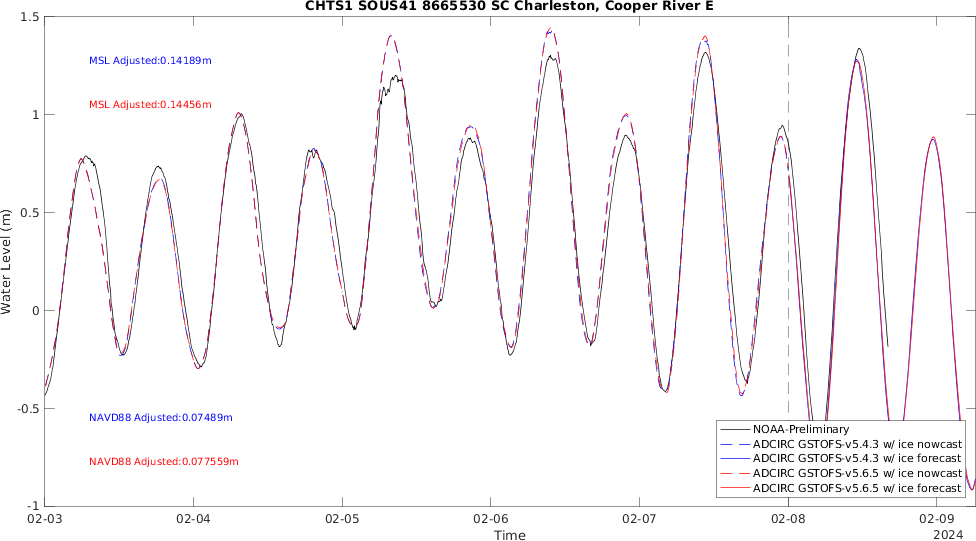 CHTS1 SOUS41 8665530 SC Charleston, Cooper River E
1.5
MSL Adjusted:0.14189m
MSL Adjusted:0.14456m
1
0.5
Water Level (m)
0
-0.5
NAVD88 Adjusted:0.07489m
NAVD88 Adjusted:0.077559m
NOAA-Preliminary
ADCIRC GSTOFS-v5.4.3 w/ ice nowcast
ADCIRC GSTOFS-v5.4.3 w/ ice forecast
ADCIRC GSTOFS-v5.6.5 w/ ice nowcast
ADCIRC GSTOFS-v5.6.5 w/ ice forecast
-1
02-03 02-04 02-05 02-06 02-07 02-08 02-09
Time
2024